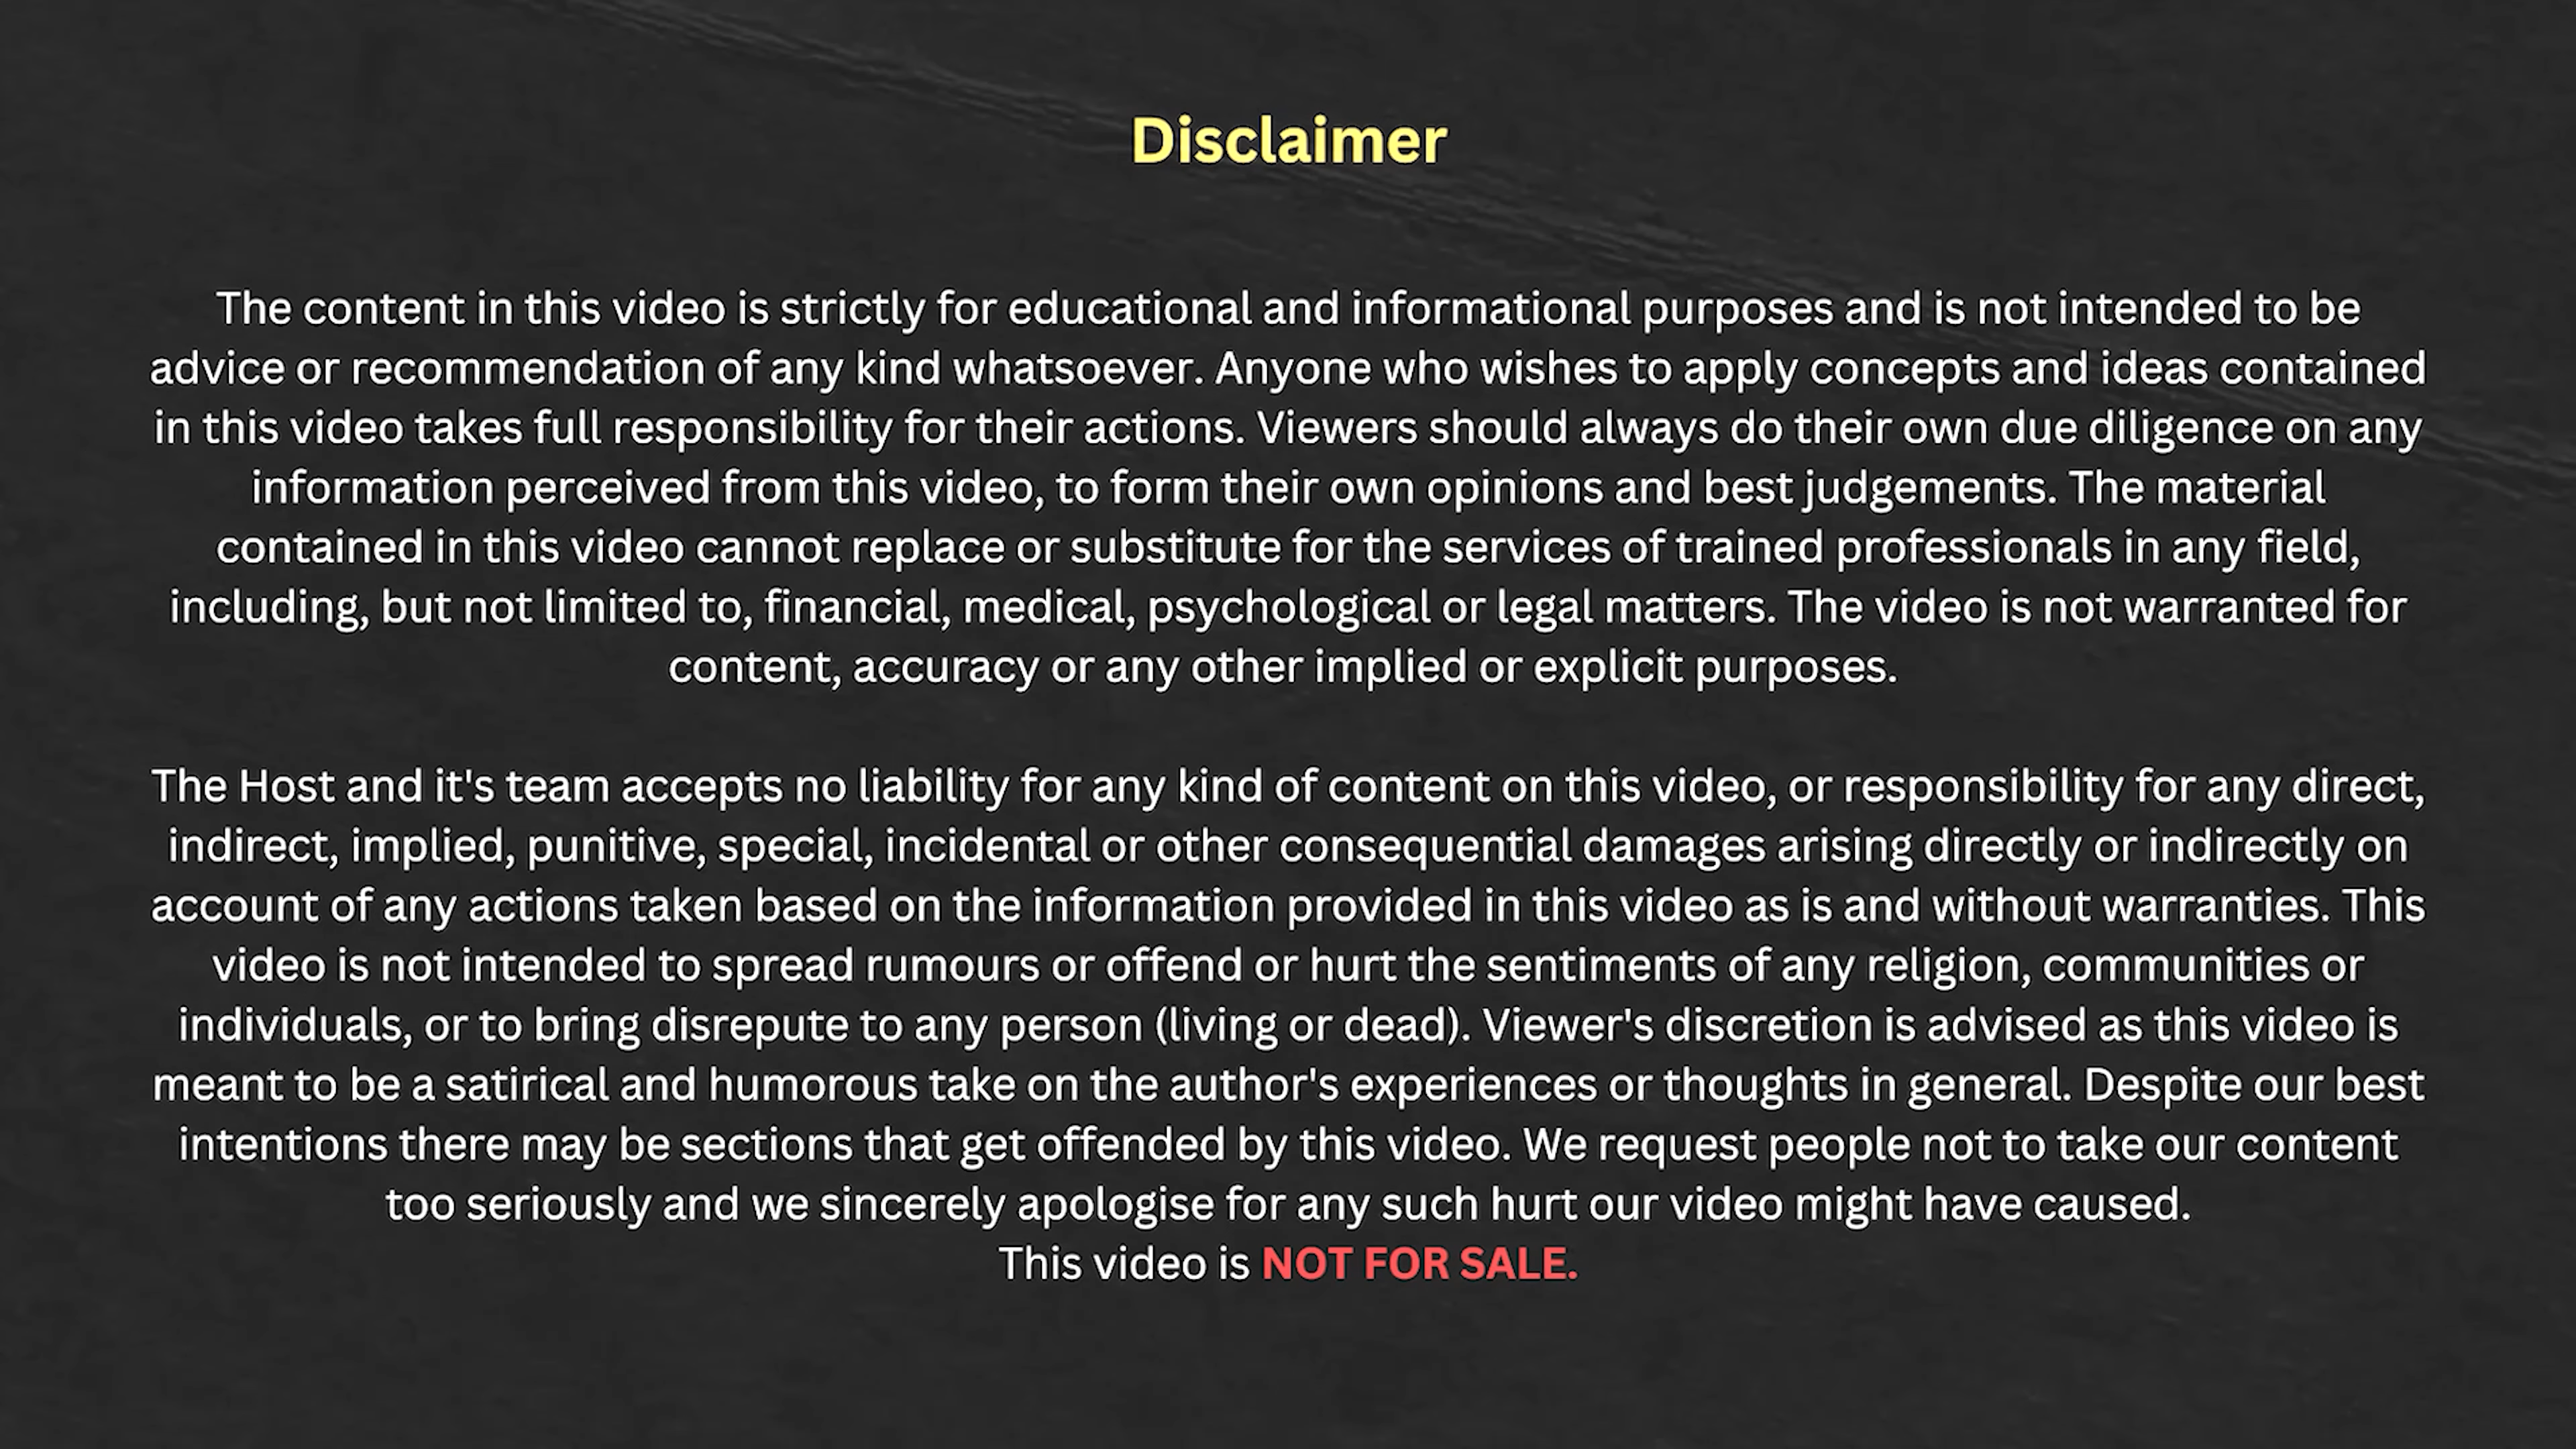 Disclaimer
The content in this video is strictly for educational and informational purposes and is not intended to be
advice or recommendation of any kind whatsoever. Anyone who wishes to apply concepts and ideas contained
in this video takes full responsibility for their actions. Viewers should always do their own due diligence on any
information perceived from this video, to form their own opinions and best judgements. The material
contained in this video cannot replace or substitute for the services of trained professionals in any field,
including, but not limited to, financial, medical, psychological or legal matters. The video is not warranted for
content, accuracy or any other implied or explicit purposes.
The Host and it's team accepts no liability for any kind of content on this video, or responsibility for any direct,
indirect, implied, punitive, special, incidental or other consequential damages arising directly or indirectly on
account of any actions taken based on the information provided in this video as is and without warranties. This
video is not intended to spread rumours or offend or hurt the sentiments of any religion, communities or
individuals, or to bring disrepute to any person (living or dead). Viewer's discretion is advised as this video is
meant to be a satirical and humorous take on the author's experiences or thoughts in general. Despite our best
intentions there may be sections that get offended by this video. We request people not to take our content
too seriously and we sincerely apologise for any such hurt our video might have caused.
This video is NOT FOR SALE.